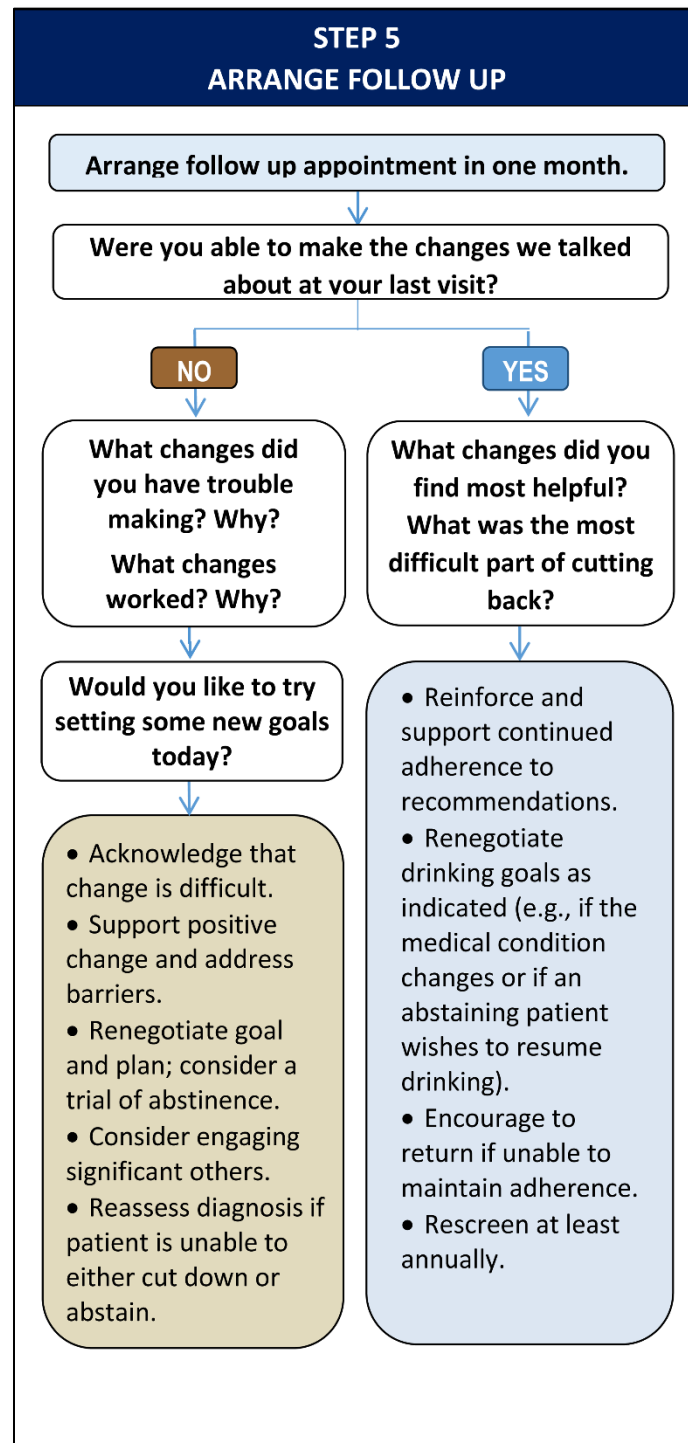 STEP 5
ARRANGE FOLLOW UP
Arrange follow up appointment in one month.
Were you able to make the changes we talked
about at your last visit?
NO
YES
What changes did
you have trouble
making? Why?
What changes
worked? Why?
What changes did you
find most helpful?
What was the most
difficult part of cutting
back?
Would you like to try
setting some new goals
today?
• Acknowledge that
change is difficult.
• Support positive
change and address
barriers.
• Renegotiate goal
and plan; consider a
trial of abstinence.
• Consider engaging
significant others.
• Reassess diagnosis if
patient is unable to
either cut down or
abstain.
• Reinforce and
support continued
adherence to
recommendations.
• Renegotiate
drinking goals as
indicated (e.g., if the
medical condition
changes or if an
abstaining patient
wishes to resume
drinking).
• Encourage to
return if unable to
maintain adherence.
• Rescreen at least
annually.